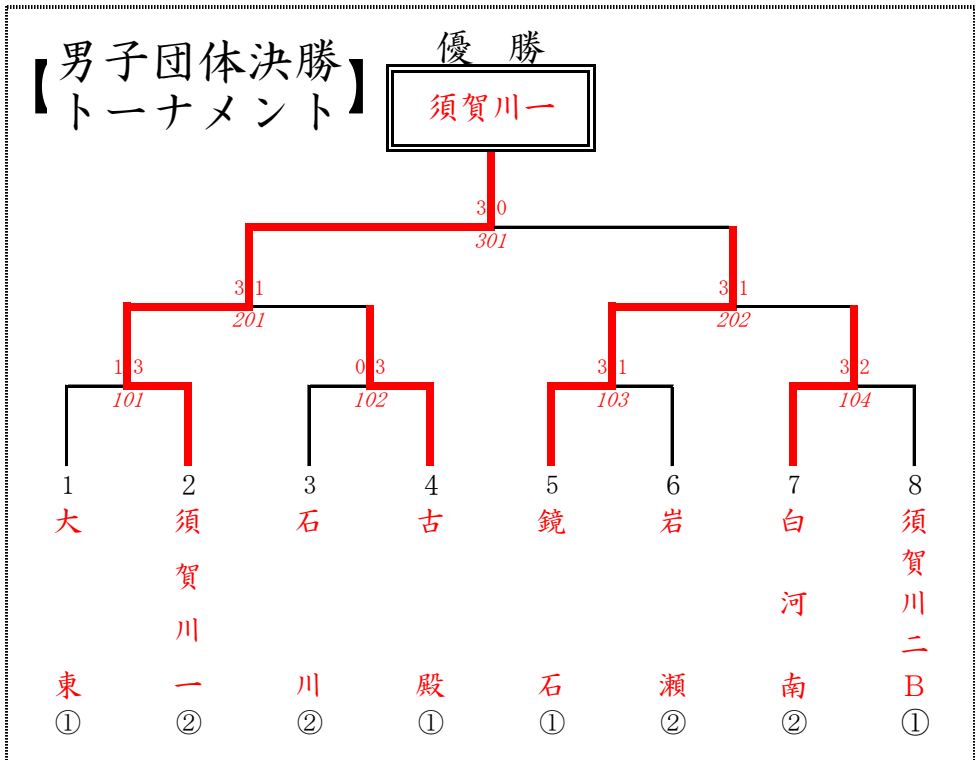 【男子団体決勝トーナメント】
優 勝
須賀川一
3 0
301
3 1
201
3 1
202
1 3
101
0 3
102
3 1
103
3 2
104
1 2 3 4 5 6 7 8
大東
須賀川一
石川
古殿
鏡石
岩瀬
白河南
須賀川二B
① ② ② ① ① ② ② ①